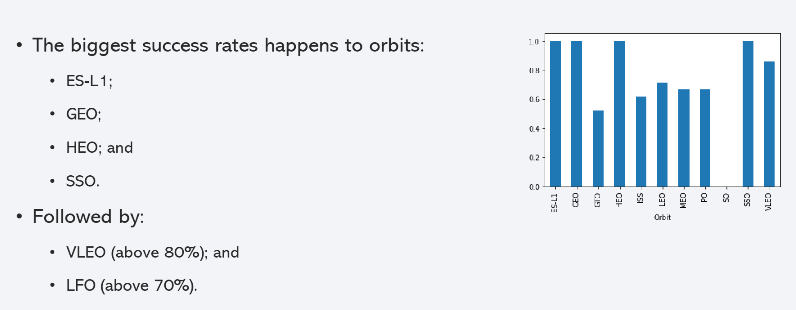 • The biggest success rates happens to orbits:
• ES-L1;
• GEO;
• HEO; and
• SSO.
• Followed by:
• VLEO (above 80%); and
• LFO (above 70%).
1.0
0.8
0.6
0.4
0.2
0.0
ES-L1
GEO
GTO
HEO
ISS
LEO
MEO
PO
SO
SSO
VLEO
Orbit